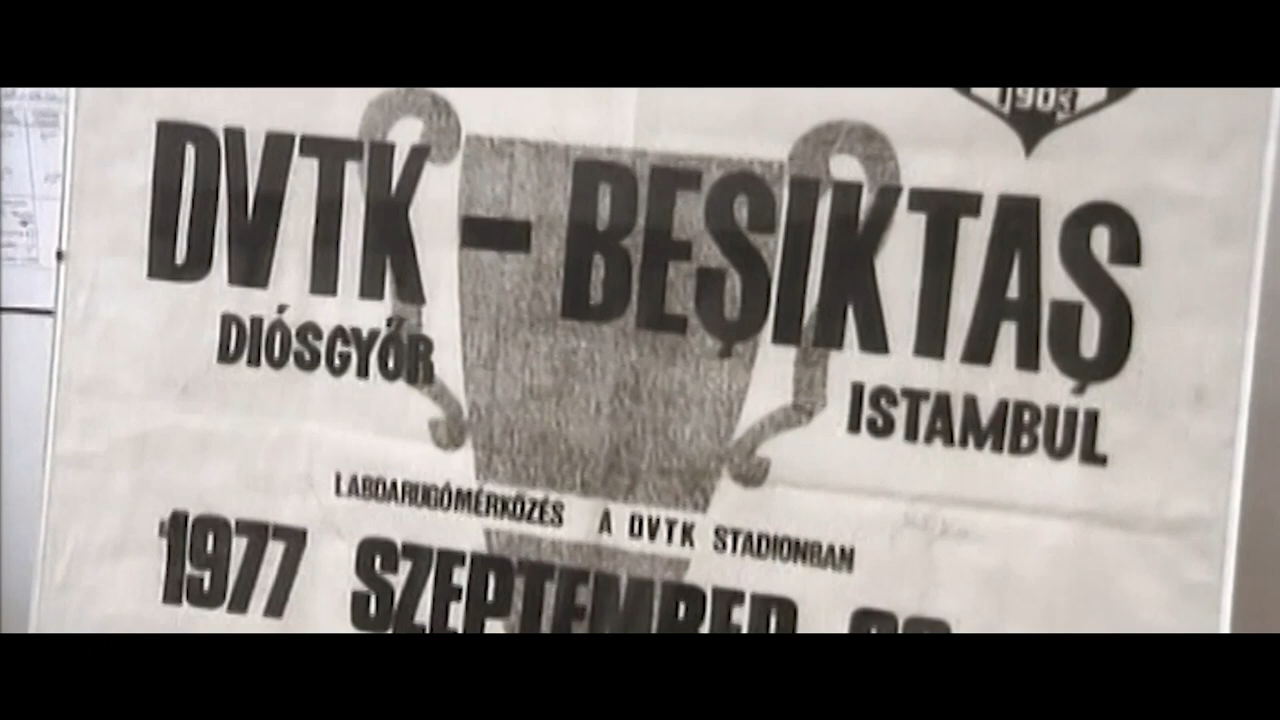 1903
DVTK - BEŞIKTAŞ
DIÓSGYŐR
ISTAMBUL
LABDARUGÓMÉRKŐZÉS A DVTK STADIONBAN
1977 SZEPTEMBER